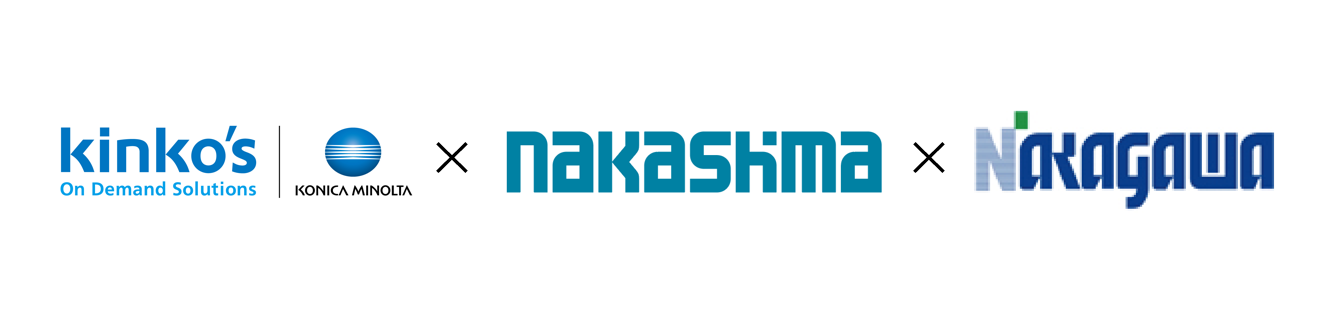 kinko's
On Demand Solutions
KONICA MINOLTA
×
nakashma
×
NAKAGAWA